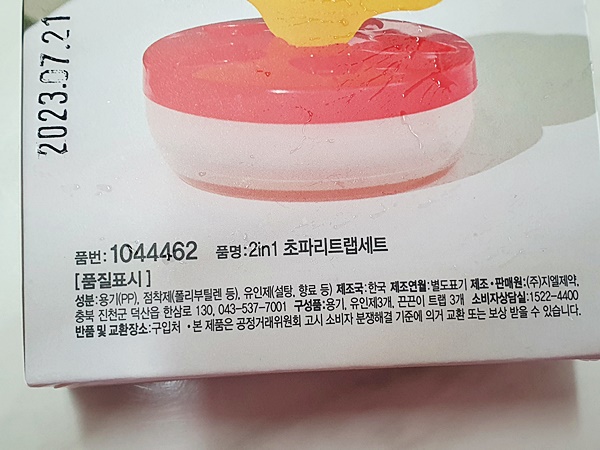 2023.07.21
품번:1044462 품명:2in1 초파리트랩세트
[품질표시]
성분:용기(PP), 점착제(폴리부틸렌 등), 유인제(설탕, 향료 등) 제조국:한국 제조연월:별도표기 제조·판매원:(주)지엘제약,
충북 진천군 덕산읍 한삼로 130, 043-537-7001 구성품:용기, 유인제3개, 끈끈이 트랩 3개 소비자상담실:1522-4400
반품 및 교환장소:구입처 ·본 제품은 공정거래위원회 고시 소비자 분쟁해결 기준에 의거 교환 또는 보상 받을 수 있습니다.